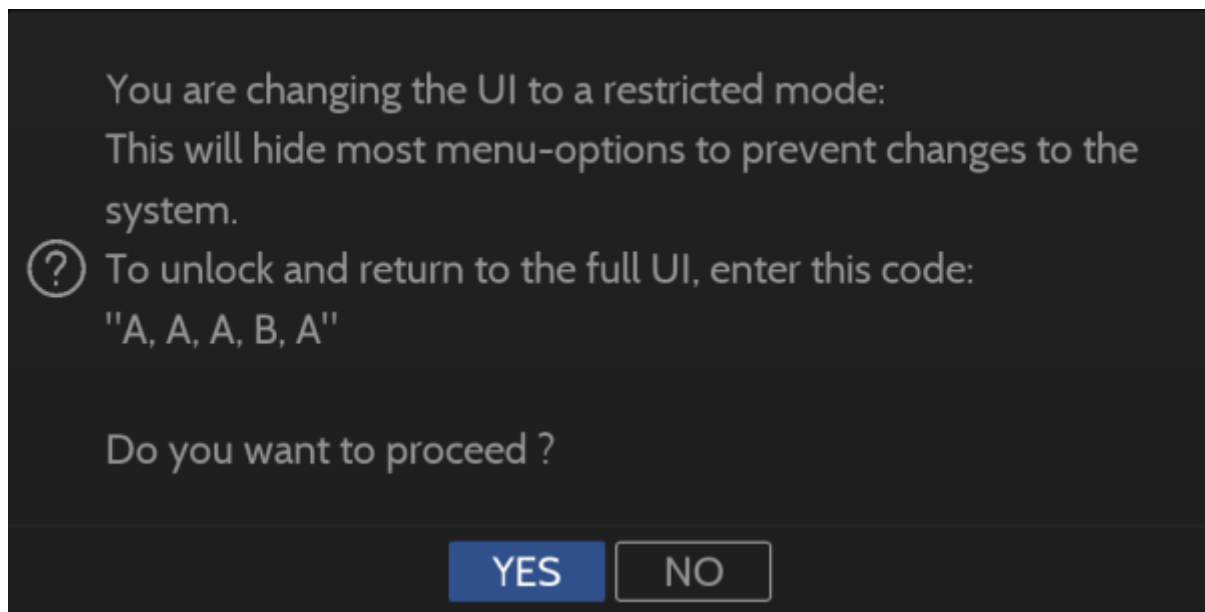 You are changing the UI to a restricted mode:
This will hide most menu-options to prevent changes to the
system.
? To unlock and return to the full UI, enter this code:
"A, A, A, B, A"
Do you want to proceed ?
YES NO